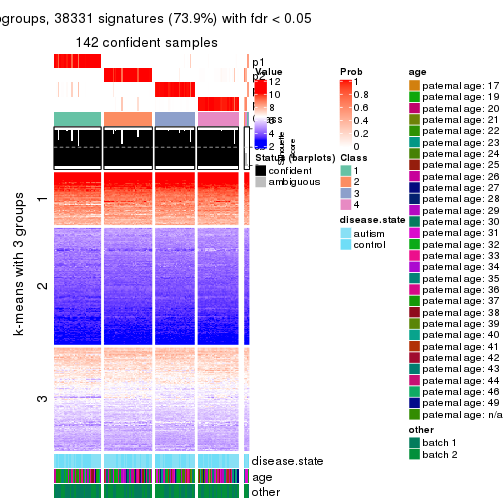 ogroups, 38331 signatures (73.9%) with fdr < 0.05
142 confident samples
p1
p2
Value
12
10
8
6
4
2
Silhouette
score
Status (barplots)
confident
ambiguous
Prob
1
0.8
0.6
0.4
0.2
0
Class
1
2
3
4
disease.state
autism
control
age
paternal age: 17
paternal age: 19
paternal age: 20
paternal age: 21
paternal age: 22
paternal age: 23
paternal age: 24
paternal age: 25
paternal age: 26
paternal age: 27
paternal age: 28
paternal age: 29
paternal age: 30
paternal age: 31
paternal age: 32
paternal age: 33
paternal age: 34
paternal age: 35
paternal age: 36
paternal age: 37
paternal age: 38
paternal age: 39
paternal age: 40
paternal age: 41
paternal age: 42
paternal age: 43
paternal age: 44
paternal age: 46
paternal age: 49
paternal age: n/a
other
batch 1
batch 2
k-means with 3 groups
1
2
3
disease.state
age
other